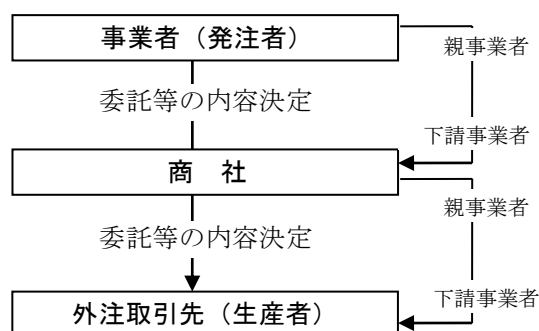 事業者（発注者）
親事業者
委託等の内容決定
下請事業者
商　社
親事業者
委託等の内容決定
下請事業者
外注取引先（生産者）